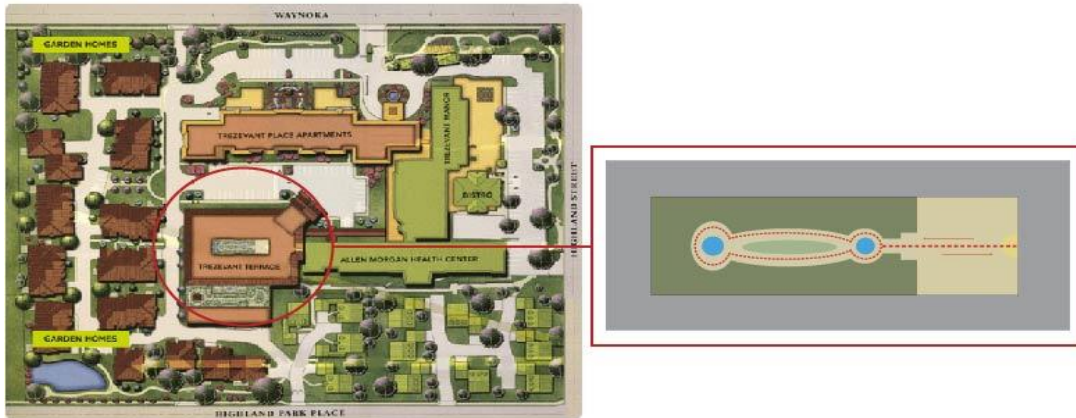 WAYNOKA
GARDEN HOMES
TREZEVANT PLACE APARTMENTS
TREZEVANT MANOR
BISTRO
HIGHLAND STREET
TREZEVANT TERRACE
ALLEN MORGAN HEALTH CENTER
GARDEN HOMES
HIGHLAND PARK PLACE